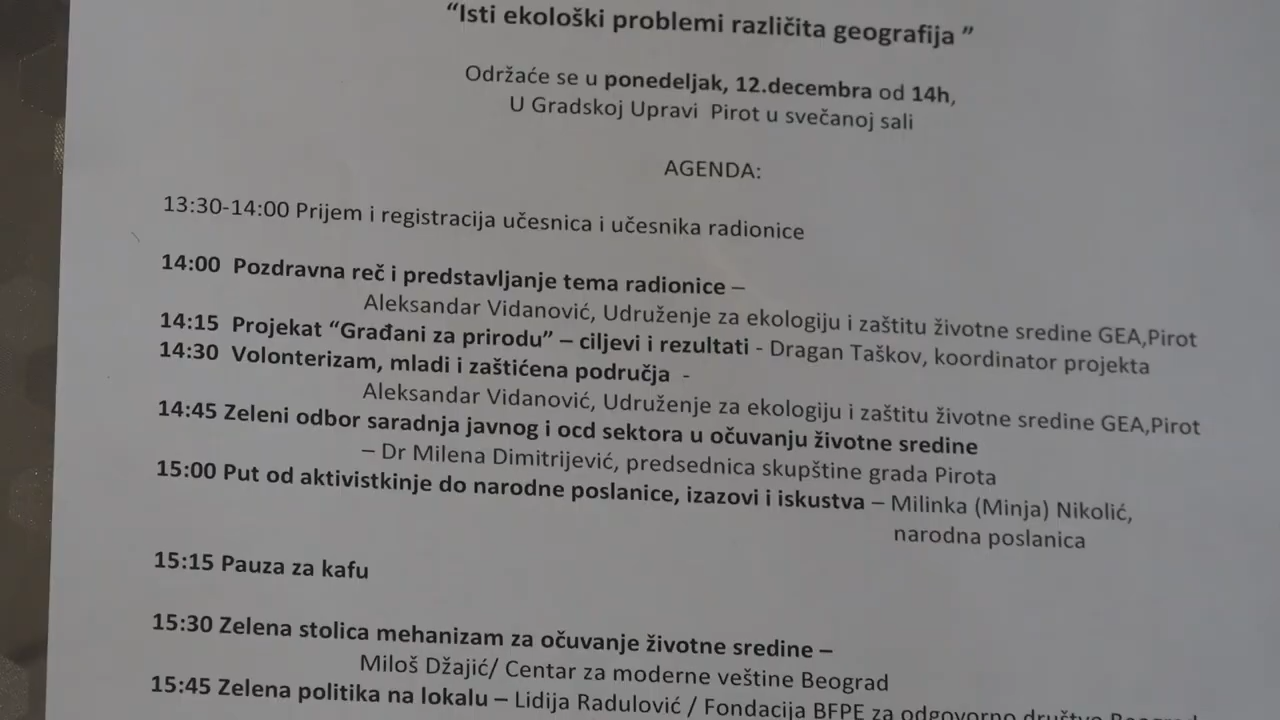 “Isti ekološki problemi različita geografija ”
Održaće se u ponedeljak, 12.decembra od 14h,
U Gradskoj Upravi Pirot u svečanoj sali
AGENDA:
13:30-14:00 Prijem i registracija učesnica i učesnika radionice
14:00 Pozdravna reč i predstavljanje tema radionice –
Aleksandar Vidanović, Udruženje za ekologiju i zaštitu životne sredine GEA,Pirot
14:15 Projekat “Građani za prirodu” – ciljevi i rezultati - Dragan Taškov, koordinator projekta
14:30 Volonterizam, mladi i zaštićena područja -
Aleksandar Vidanović, Udruženje za ekologiju i zaštitu životne sredine GEA,Pirot
14:45 Zeleni odbor saradnja javnog i ocd sektora u očuvanju životne sredine
– Dr Milena Dimitrijević, predsednica skupštine grada Pirota
15:00 Put od aktivistkinje do narodne poslanice, izazovi i iskustva – Milinka (Minja) Nikolić,
narodna poslanica
15:15 Pauza za kafu
15:30 Zelena stolica mehanizam za očuvanje životne sredine –
Miloš Džajić/ Centar za moderne veštine Beograd
15:45 Zelena politika na lokalu – Lidija Radulović / Fondacija BFPE za odgovorno društvo Beograd